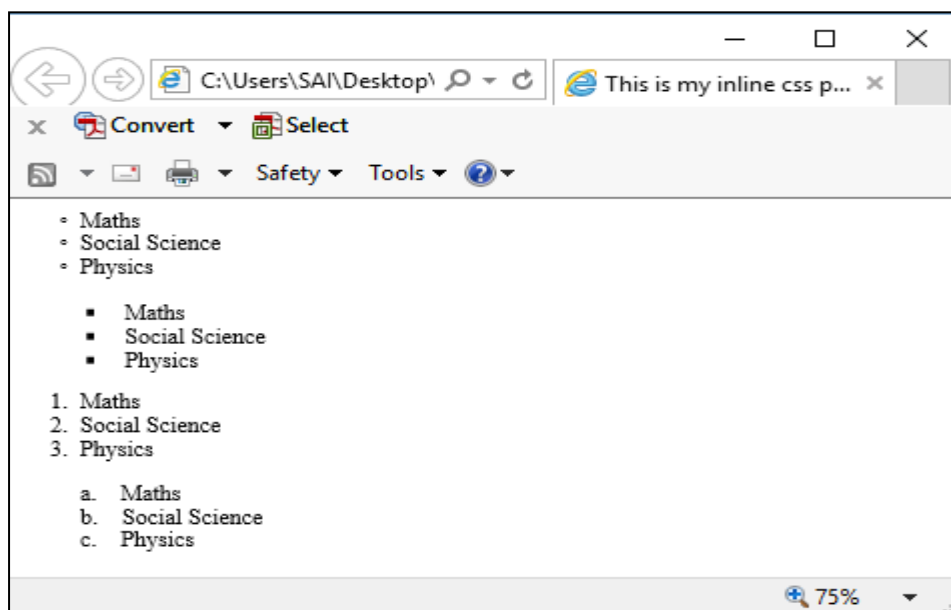 C:\Users\SAI\Desktop\
This is my inline css p...
Convert Select
Safety Tools
Maths
Social Science
Physics
Maths
Social Science
Physics
1. Maths
2. Social Science
3. Physics
a. Maths
b. Social Science
c. Physics
75%